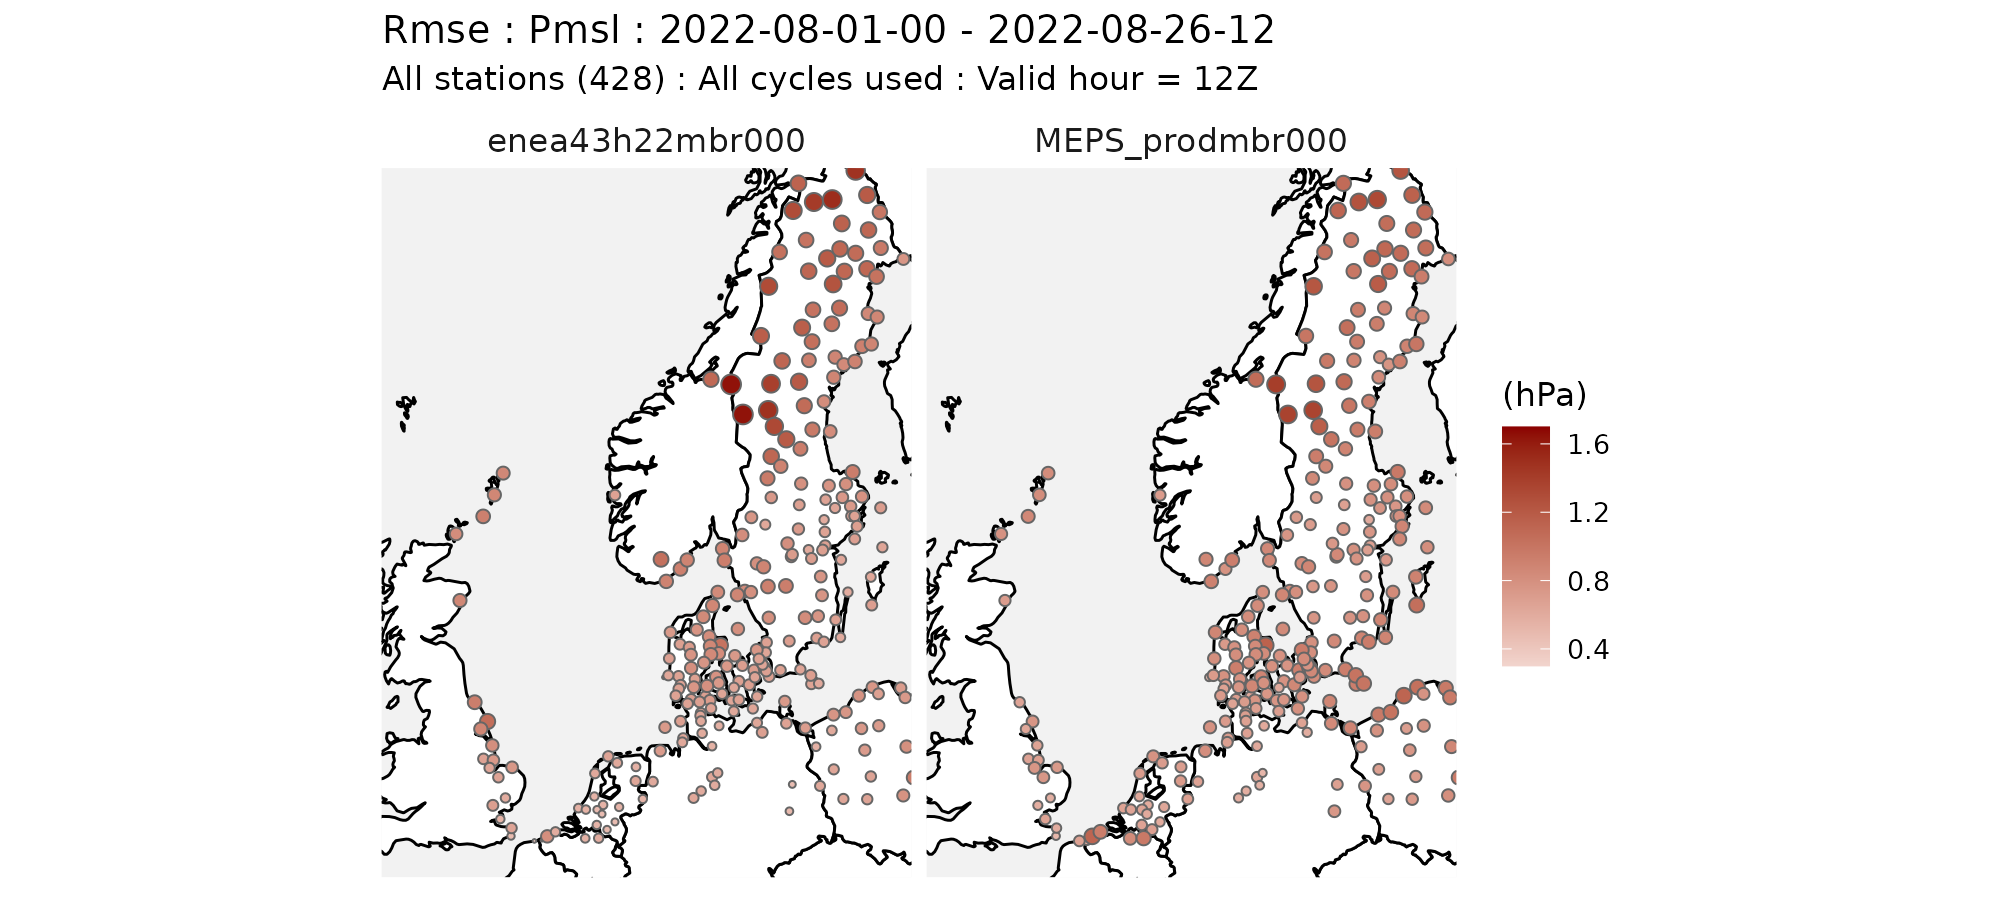 Rmse : Pmsl : 2022-08-01-00 - 2022-08-26-12
All stations (428) : All cycles used : Valid hour = 12Z
enea43h22mbr000
MEPS_prodmbr000
(hPa)
1.6
1.2
0.8
0.4